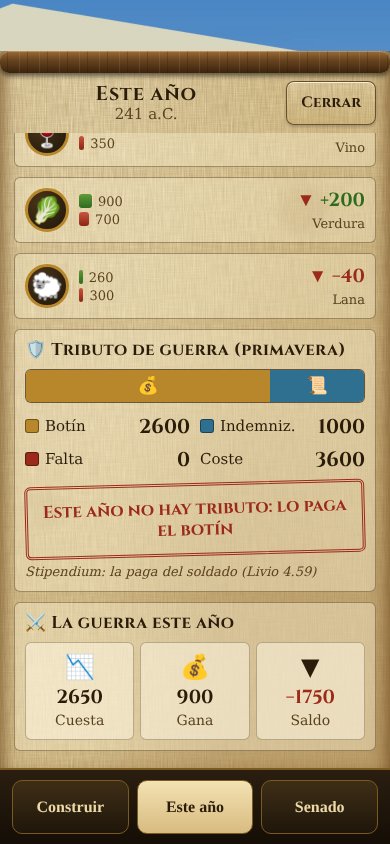 Este año
241 a.C.
Cerrar
350
Vino
900
700
▼ +200
Verdura
260
300
▼ −40
Lana
Tributo de guerra (primavera)
Botín 2600 Indemniz. 1000
Falta 0 Coste 3600
Este año no hay tributo: lo paga
el botín
Stipendium: la paga del soldado (Livio 4.59)
La guerra este año
2650 900 −1750
Cuesta Gana Saldo
Construir Este año Senado